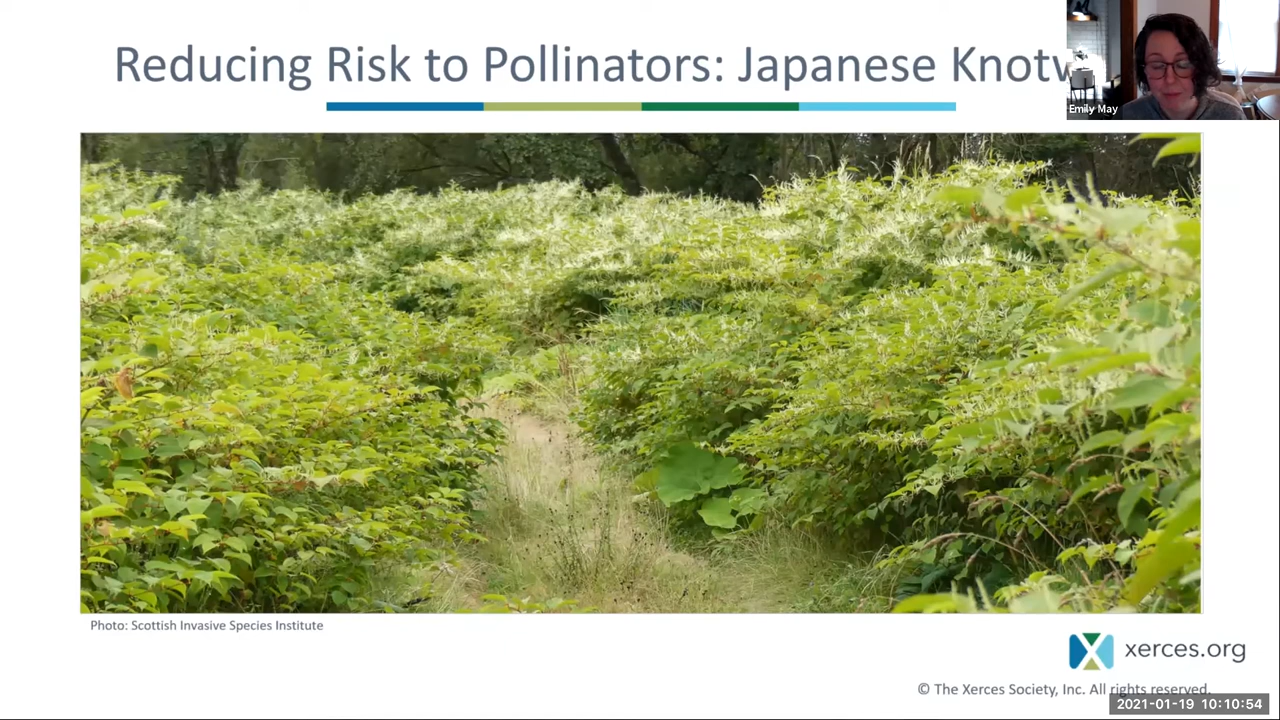 Reducing Risk to Pollinators: Japanese Knotw
Emily May
Photo: Scottish Invasive Species Institute
xerces.org
© The Xerces Society, Inc. All rights reserved.
2021-01-19 10:10:54